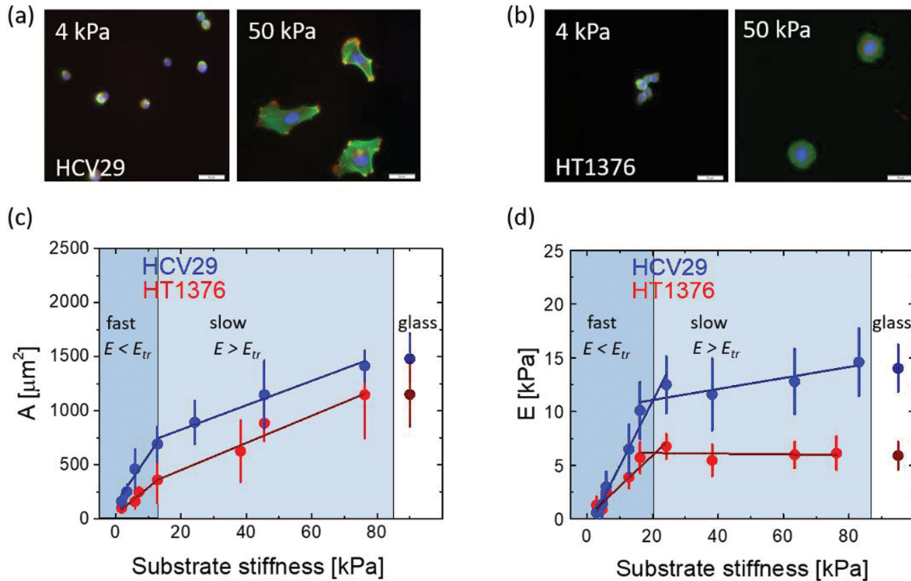 (a)
4 kPa
50 kPa
HCV29
(b)
4 kPa
50 kPa
HT1376
(c)
2500
2000
1500
1000
500
0
A [μm²]
HCV29
HT1376
fast
E < E_tr
slow
E > E_tr
glass
0 20 40 60 80
Substrate stiffness [kPa]
(d)
25
20
15
10
5
0
E [kPa]
HCV29
HT1376
fast
E < E_tr
slow
E > E_tr
glass
0 20 40 60 80
Substrate stiffness [kPa]